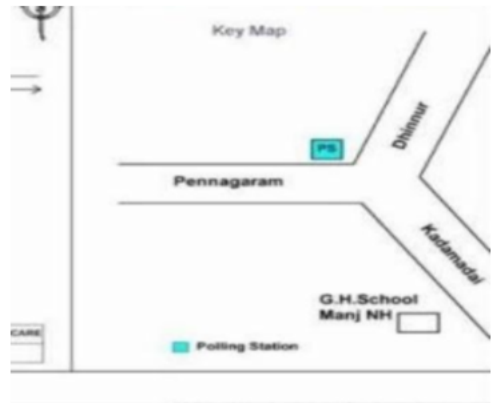 Key Map
PS
Dhinnur
Pennagaram
Kadamadai
G.H.School
Manj NH
CARE
Polling Station